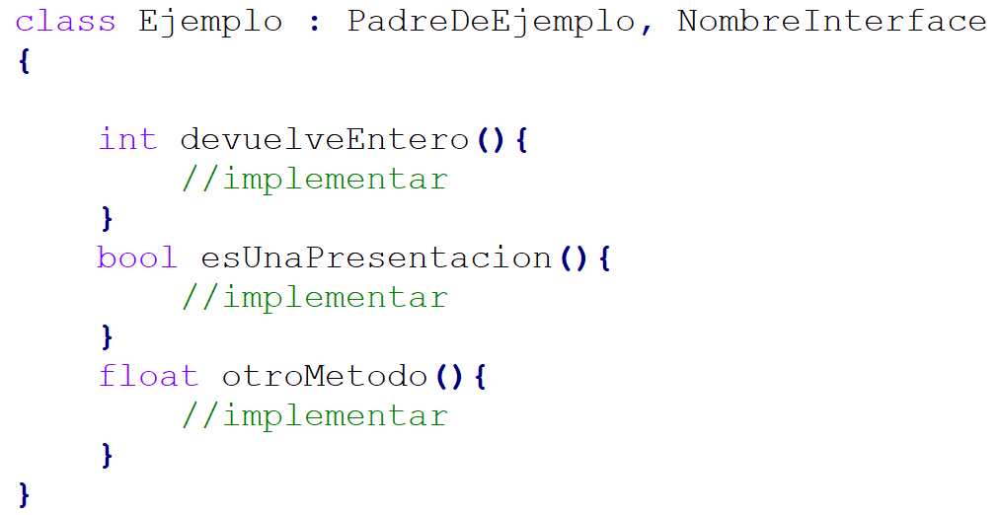 class Ejemplo : PadreDeEjemplo, NombreInterface
{
int devuelveEntero(){
//implementar
}
bool esUnaPresentacion(){
//implementar
}
float otroMetodo(){
//implementar
}
}